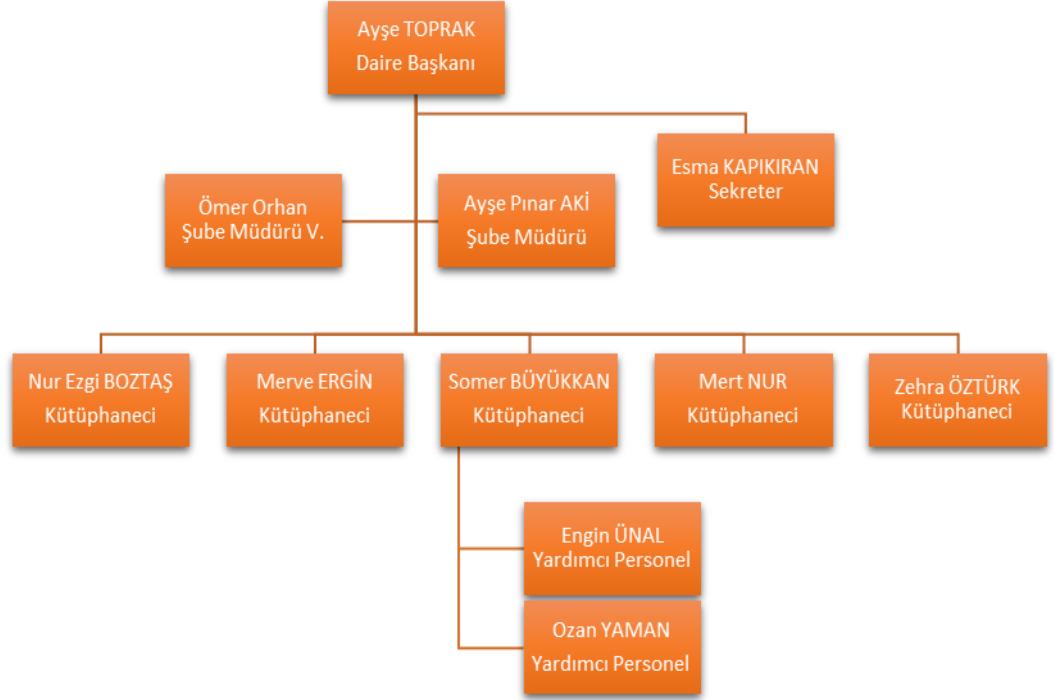 Ayşe TOPRAK
Daire Başkanı
Esma KAPIKIRAN
Sekreter
Ömer Orhan
Şube Müdürü V.
Ayşe Pınar AKİ
Şube Müdürü
Nur Ezgi BOZTAŞ
Kütüphaneci
Merve ERGİN
Kütüphaneci
Somer BÜYÜKKAN
Kütüphaneci
Mert NUR
Kütüphaneci
Zehra ÖZTÜRK
Kütüphaneci
Engin ÜNAL
Yardımcı Personel
Ozan YAMAN
Yardımcı Personel